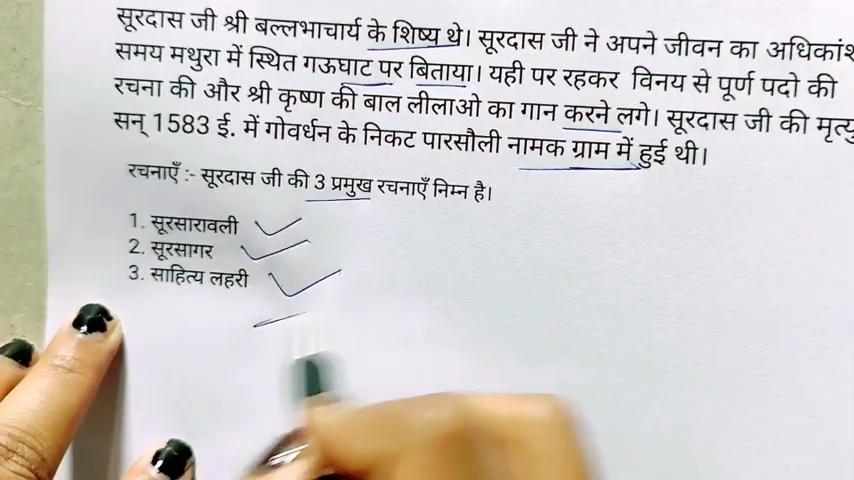 सूरदास जी श्री बल्लभाचार्य के शिष्य थे। सूरदास जी ने अपने जीवन का अधिकांश
समय मथुरा में स्थित गऊघाट पर बिताया। यही पर रहकर विनय से पूर्ण पदो की
रचना की और श्री कृष्ण की बाल लीलाओ का गान करने लगे। सूरदास जी की मृत्यु
सन् 1583 ई. में गोवर्धन के निकट पारसौली नामक ग्राम में हुई थी।
रचनाएँ :- सूरदास जी की 3 प्रमुख रचनाएँ निम्न है।
1. सूरसारावली
2. सूरसागर
3. साहित्य लहरी